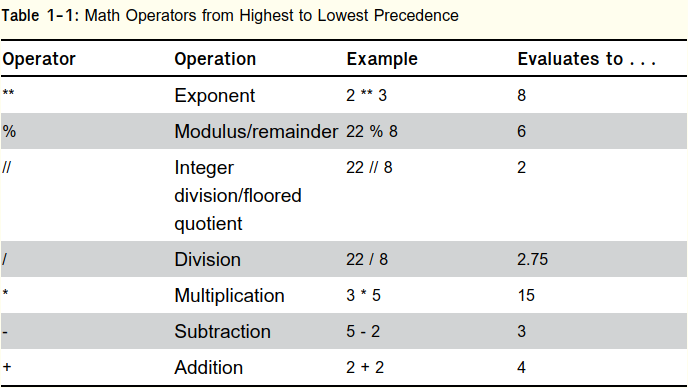 Table 1-1: Math Operators from Highest to Lowest Precedence
Operator Operation Example Evaluates to . . .
** Exponent 2 ** 3 8
% Modulus/remainder 22 % 8 6
// Integer 22 // 8 2
division/floored
quotient
/ Division 22 / 8 2.75
* Multiplication 3 * 5 15
- Subtraction 5 - 2 3
+ Addition 2 + 2 4